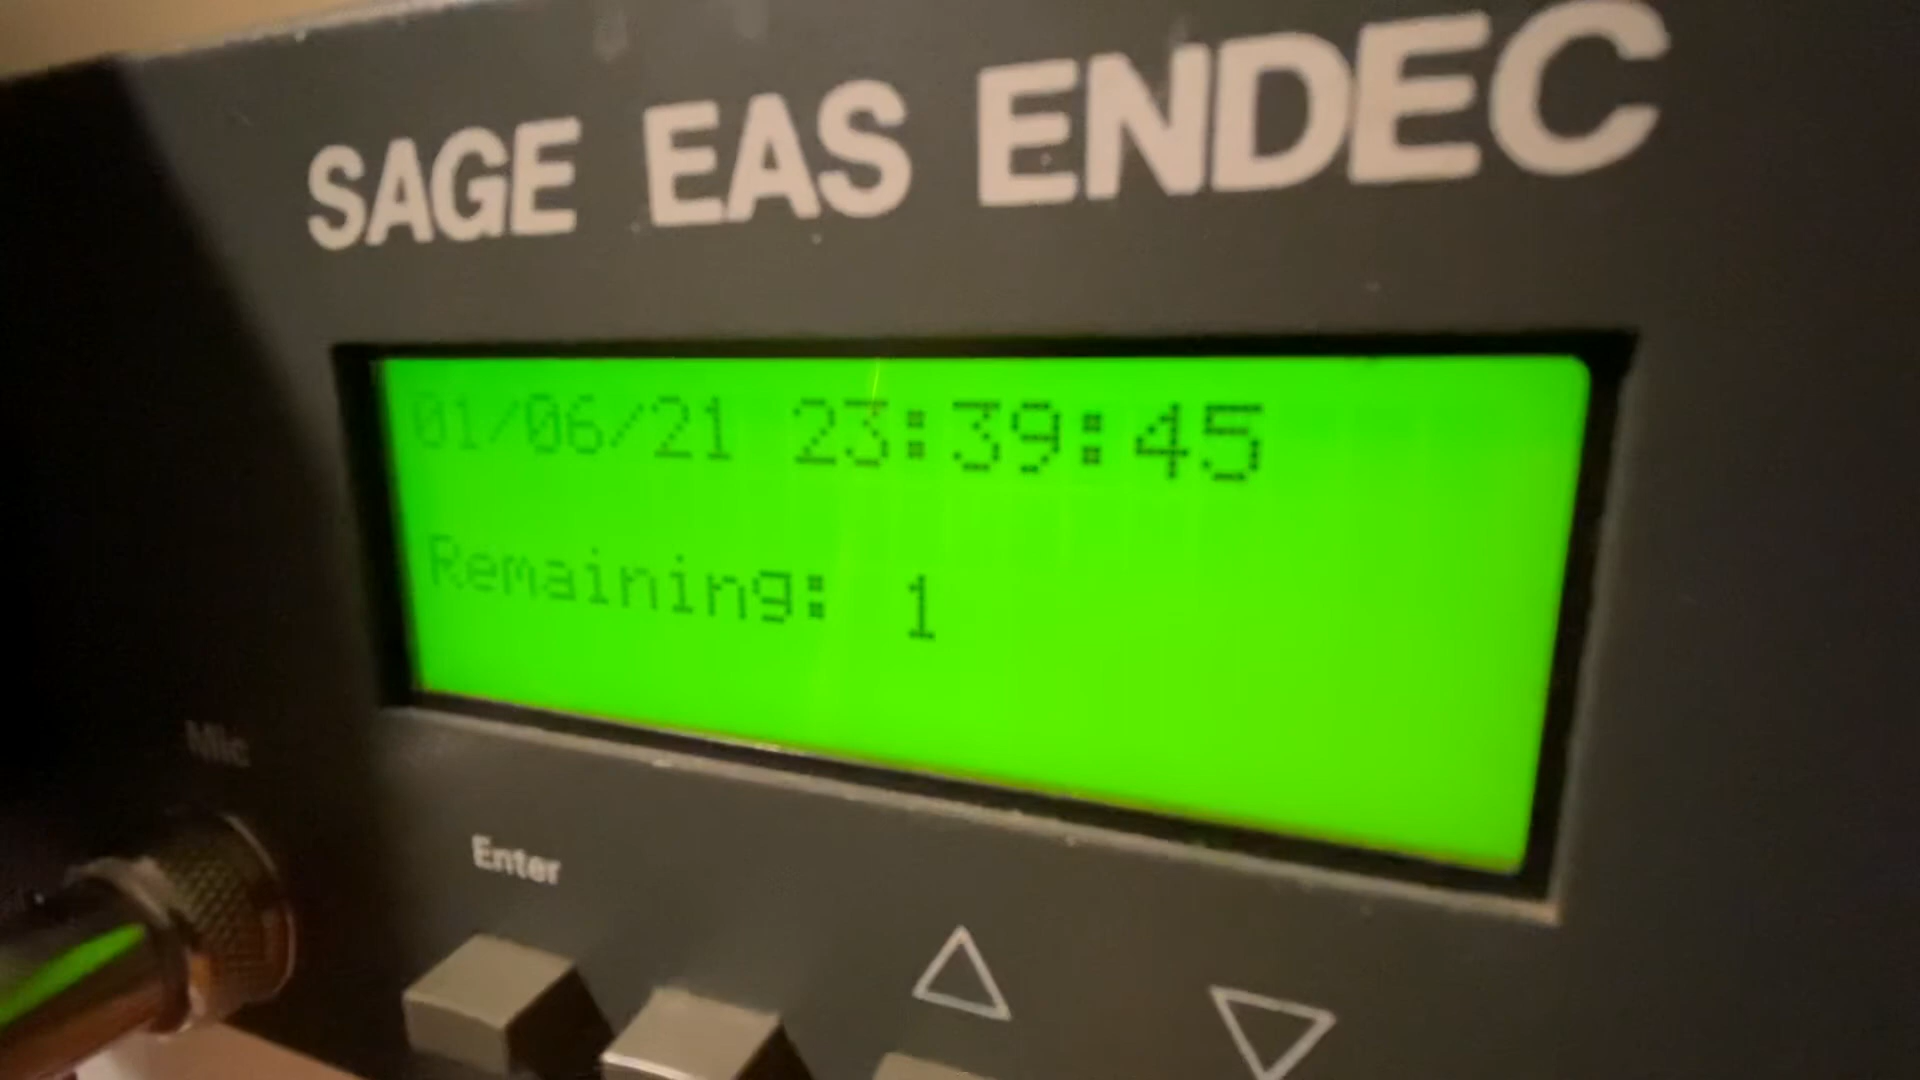 SAGE EAS ENDEC
01/06/21 23:39:45
Remaining: 1
Mic
Enter